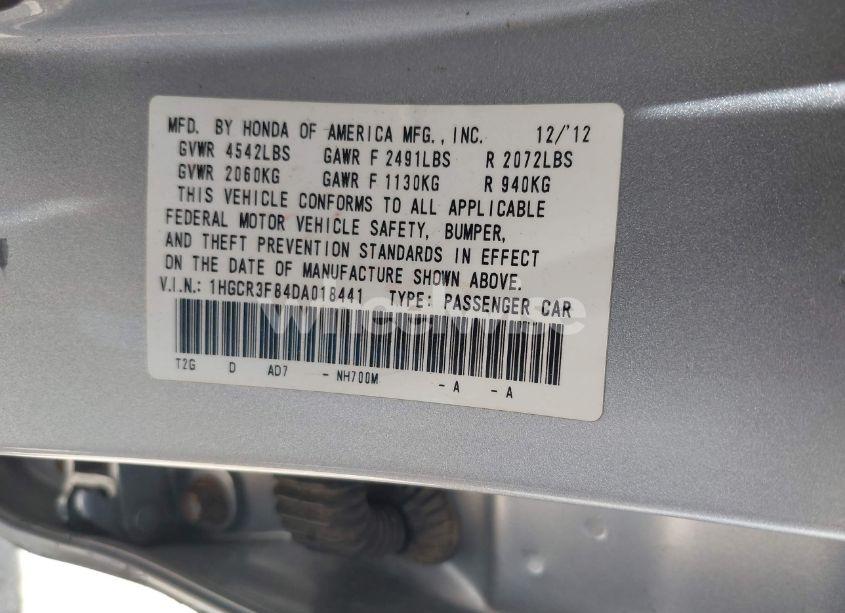 MFD. BY HONDA OF AMERICA MFG., INC. 12/'12
GVWR 4542LBS GAWR F 2491LBS R 2072LBS
GVWR 2060KG GAWR F 1130KG R 940KG
THIS VEHICLE CONFORMS TO ALL APPLICABLE
FEDERAL MOTOR VEHICLE SAFETY, BUMPER,
AND THEFT PREVENTION STANDARDS IN EFFECT
ON THE DATE OF MANUFACTURE SHOWN ABOVE.
V.I.N.: 1HGCR3F84DA018441 TYPE: PASSENGER CAR
wheelwise
T2G D AD7 - NH700M - A - A